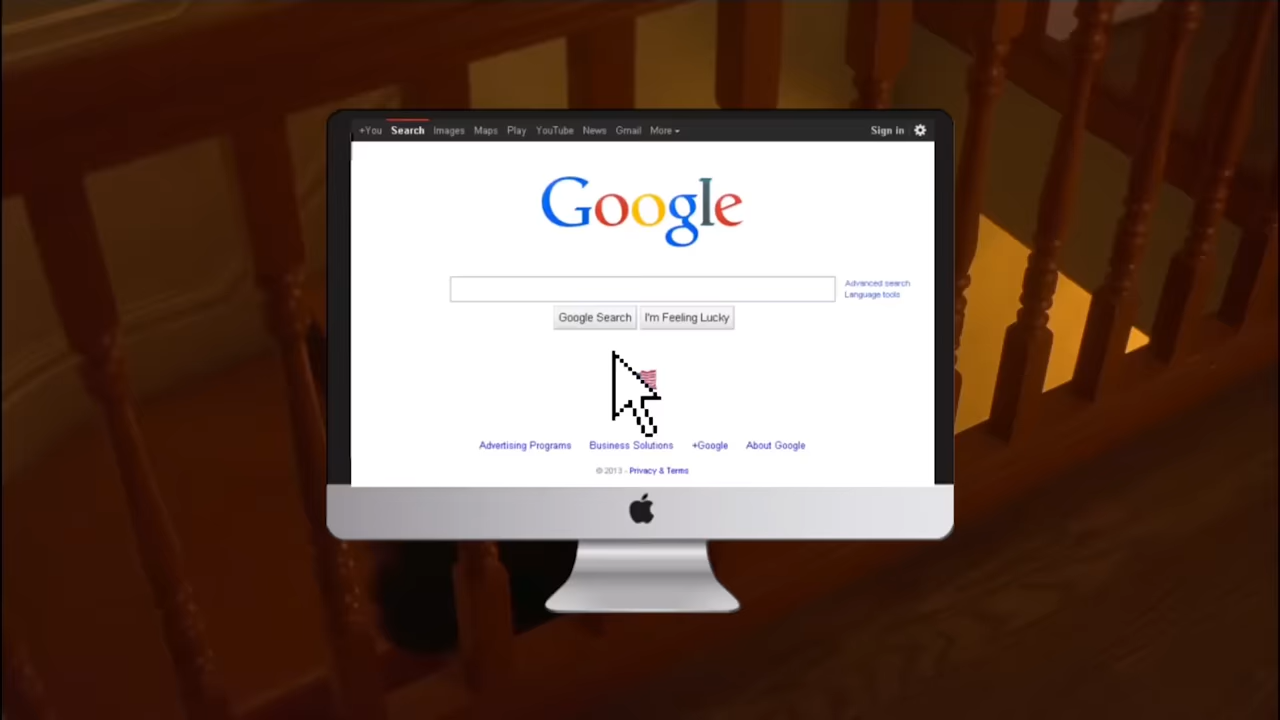 +You Search Images Maps Play YouTube News Gmail More Sign in
Google
Advanced search
Language tools
Google Search I'm Feeling Lucky
Advertising Programs Business Solutions +Google About Google
© 2013 - Privacy & Terms